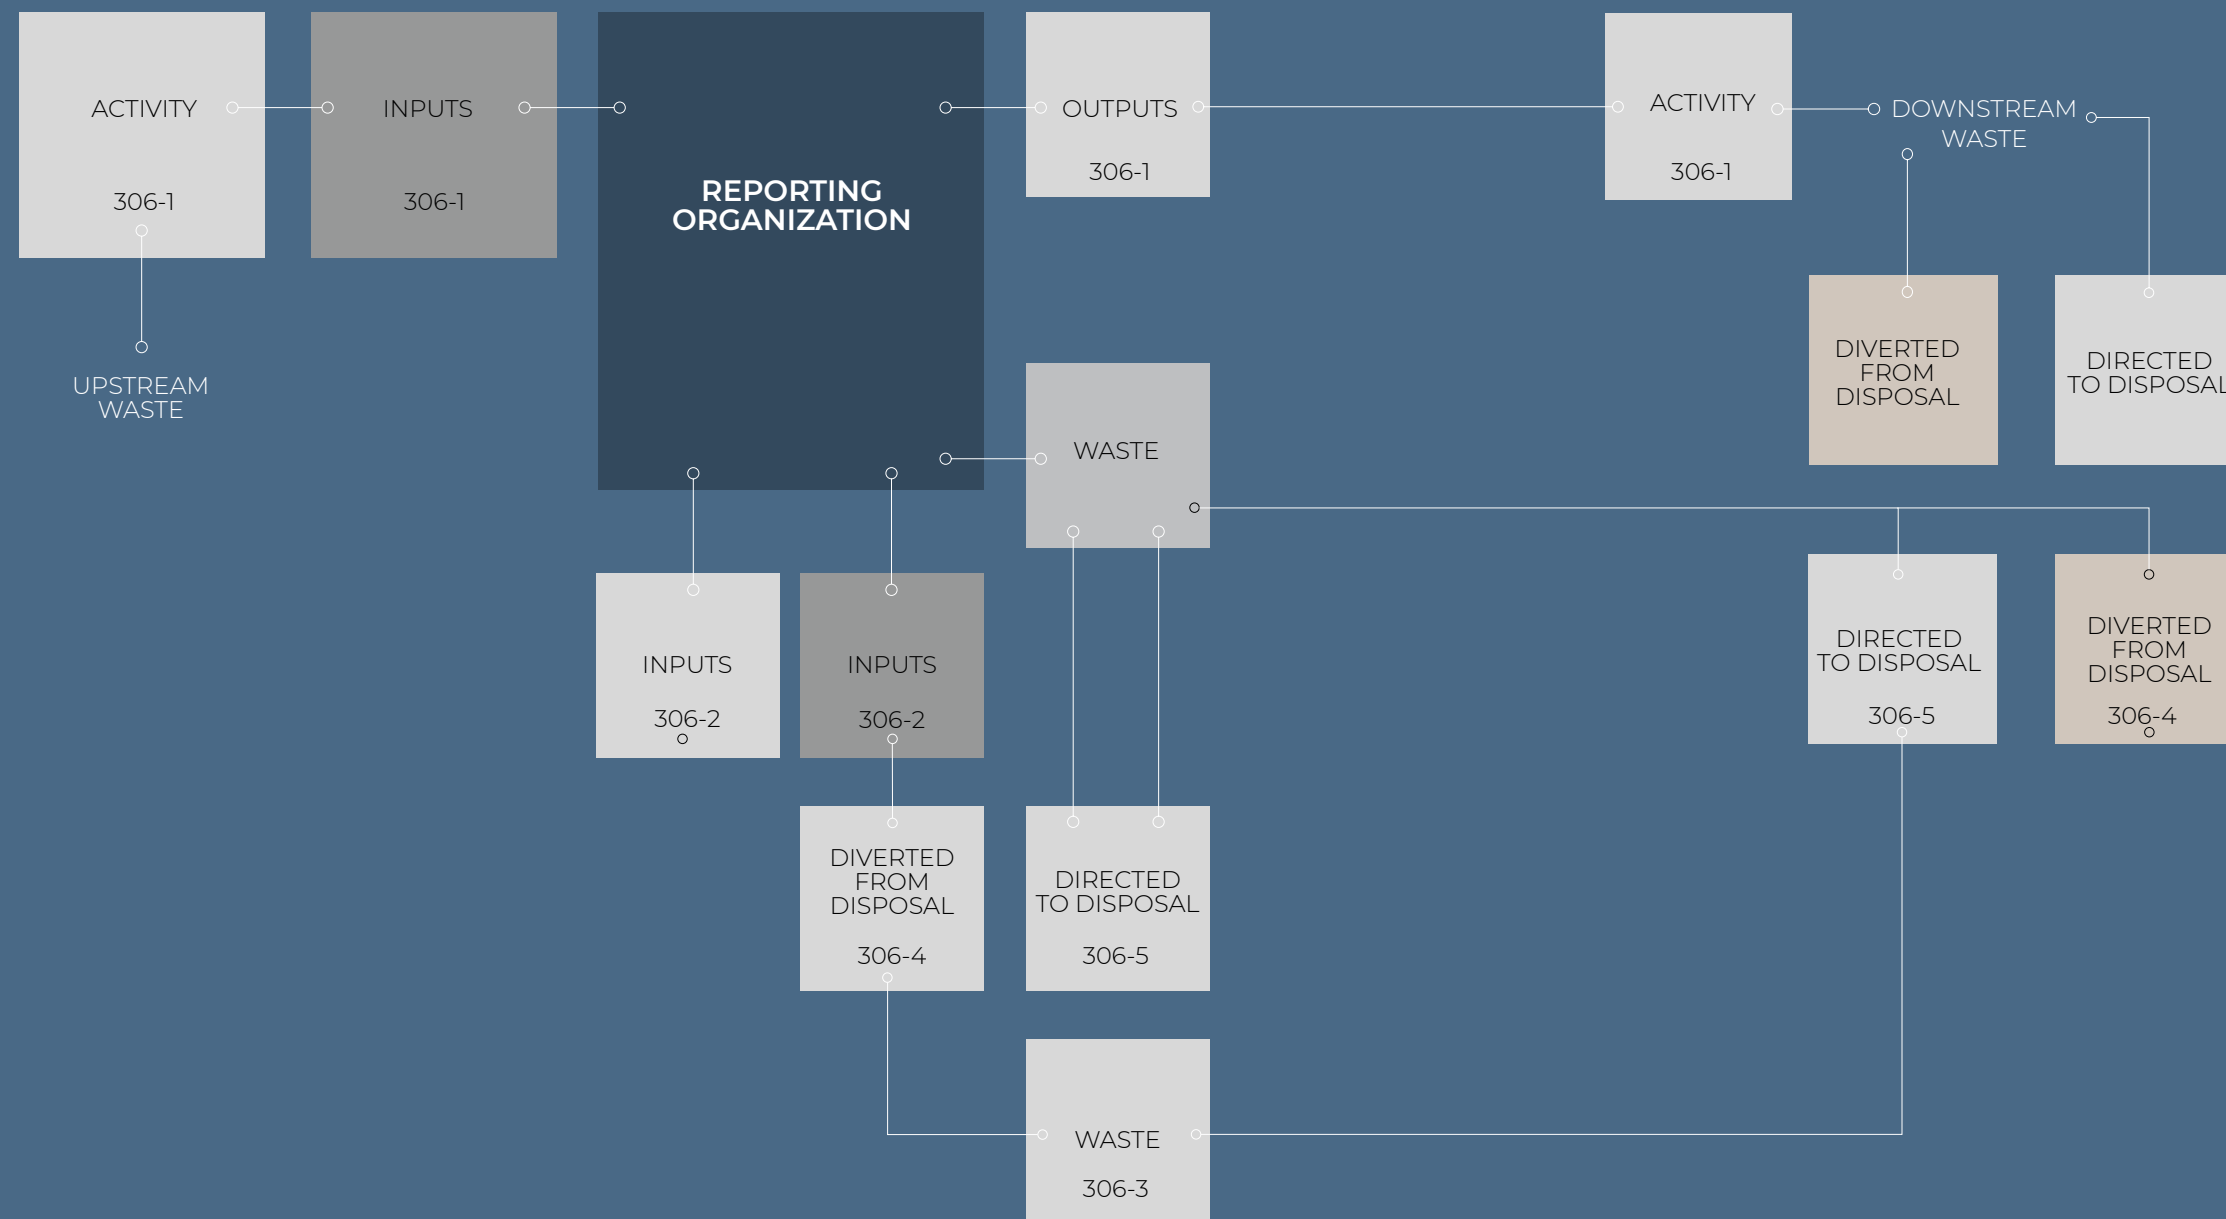 ACTIVITY
306-1
UPSTREAM
WASTE
INPUTS
306-1
REPORTING
ORGANIZATION
OUTPUTS
306-1
ACTIVITY
306-1
DOWNSTREAM
WASTE
DIVERTED
FROM
DISPOSAL
DIRECTED
TO DISPOSAL
WASTE
INPUTS
306-2
INPUTS
306-2
DIRECTED
TO DISPOSAL
306-5
DIVERTED
FROM
DISPOSAL
306-4
DIVERTED
FROM
DISPOSAL
306-4
DIRECTED
TO DISPOSAL
306-5
WASTE
306-3